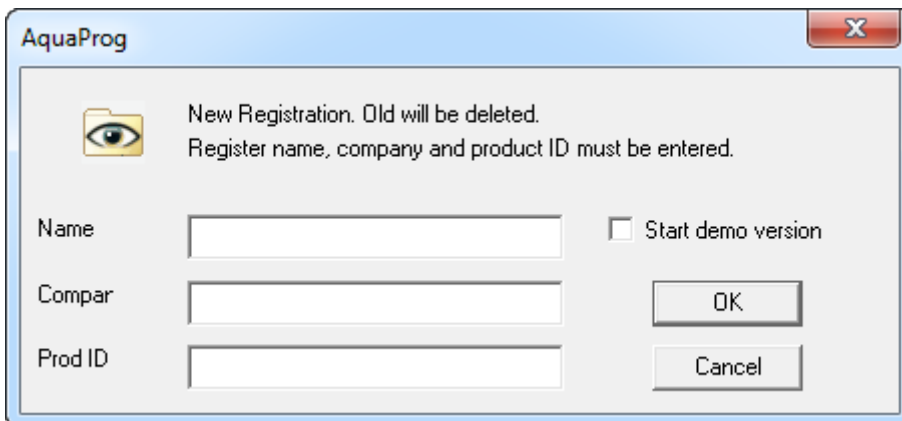 AquaProg
New Registration. Old will be deleted.
Register name, company and product ID must be entered.
Name
Start demo version
Compar
OK
Prod ID
Cancel